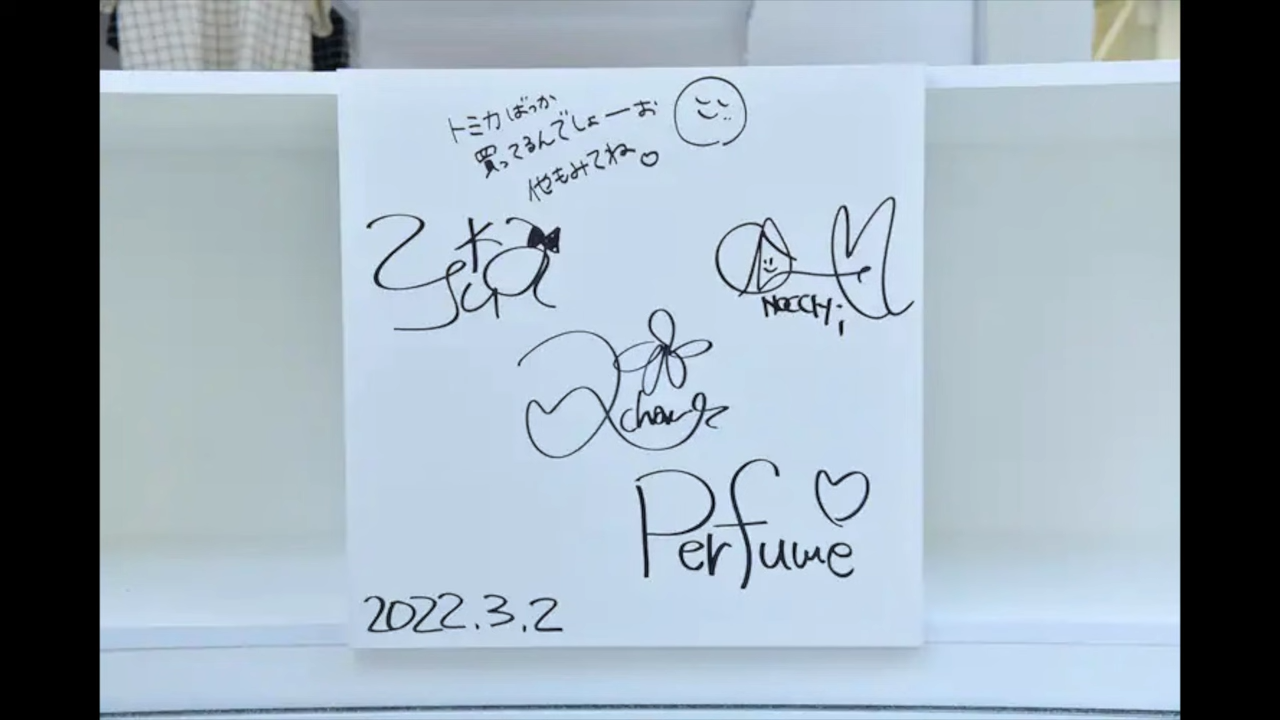 トミカばっか
買ってるんでしょーお
他もみてね♡
yuka
NOCCHi
a~chan
Perfume♡
2022.3.2